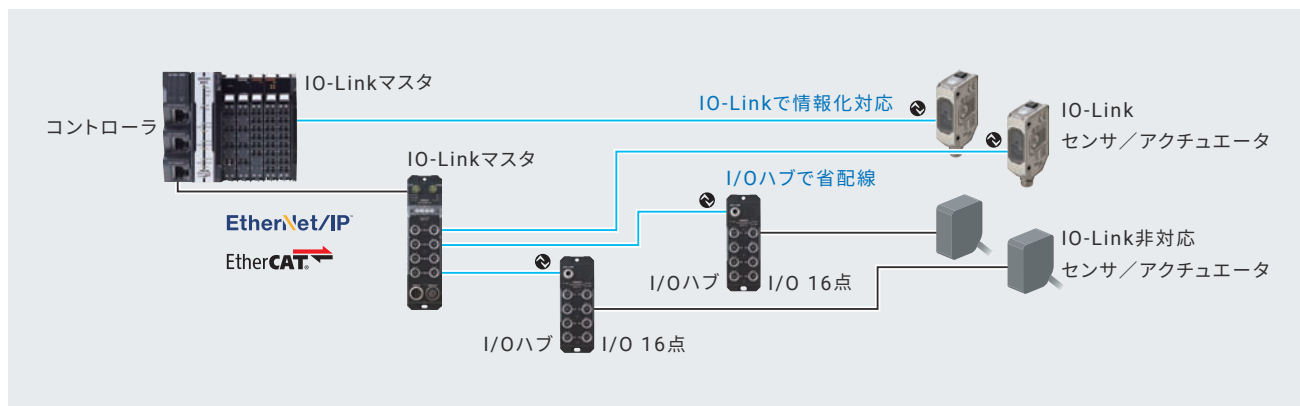 IO-Linkマスタ
コントローラ
IO-Linkで情報化対応
IO-Link
センサ／アクチュエータ
IO-Linkマスタ
I/Oハブで省配線
EtherNet/IP™
EtherCAT®
IO-Link非対応
センサ／アクチュエータ
I/Oハブ I/O 16点
I/Oハブ I/O 16点